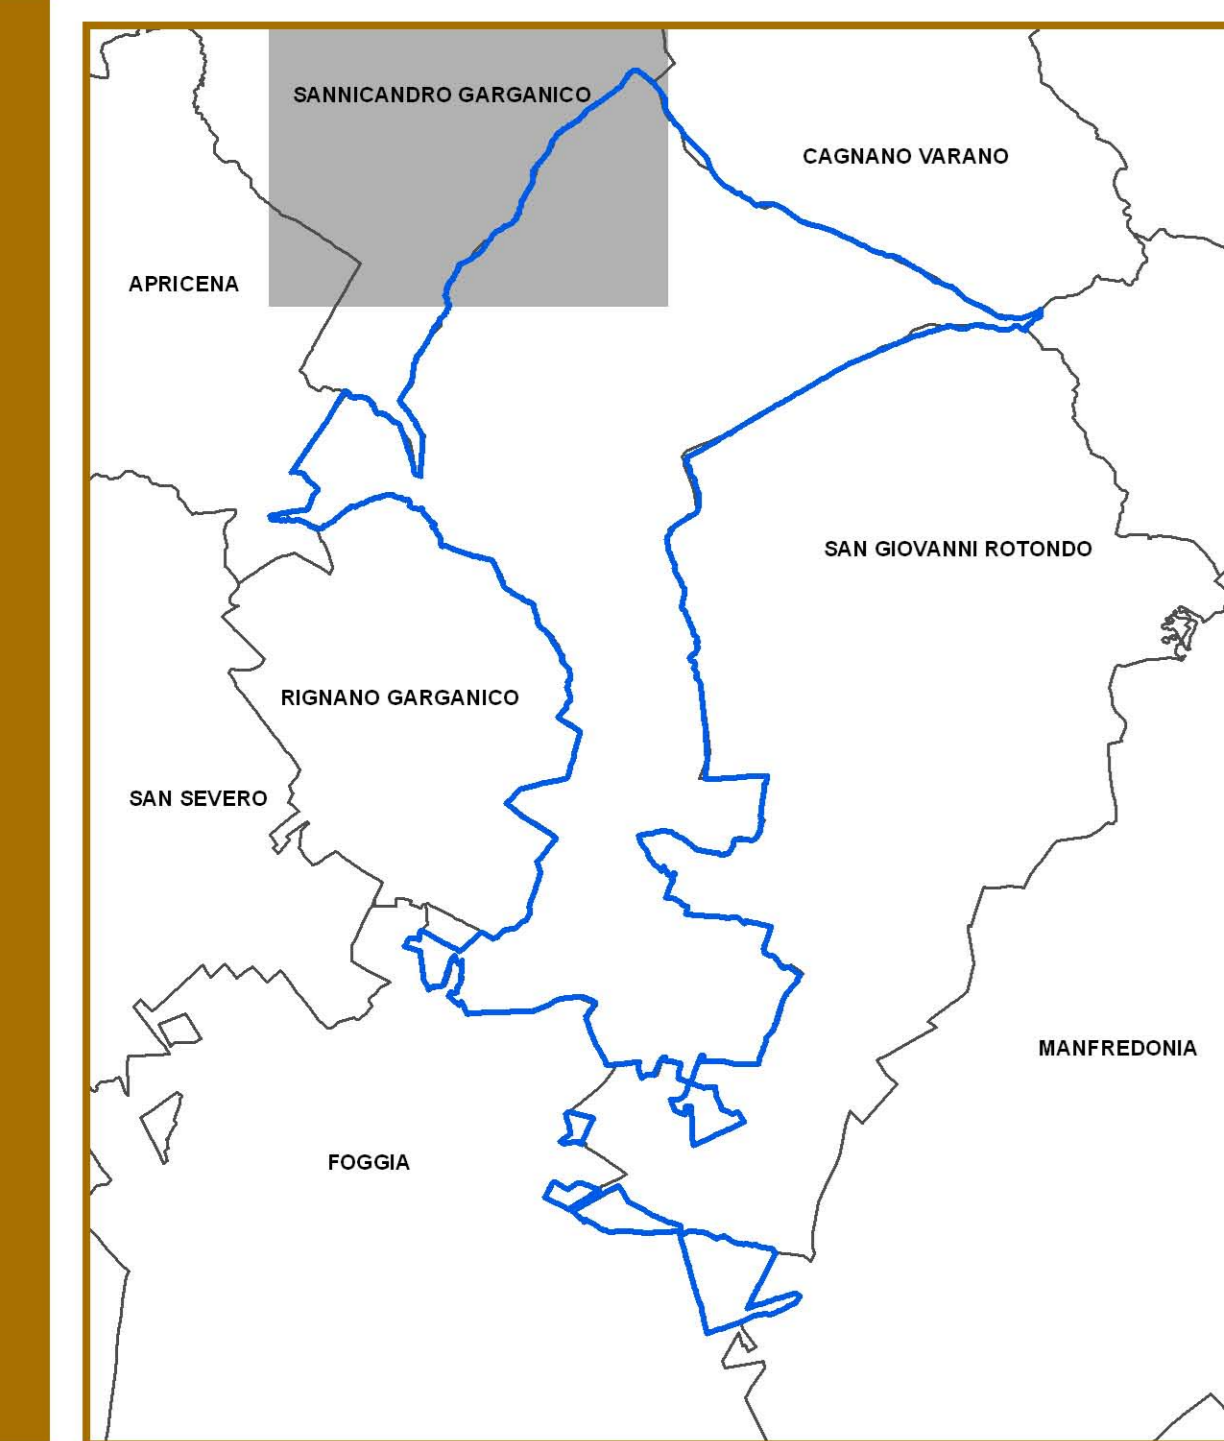 SANNICANDRO GARGANICO
CAGNANO VARANO
APRICENA
SAN GIOVANNI ROTONDO
RIGNANO GARGANICO
SAN SEVERO
MANFREDONIA
FOGGIA